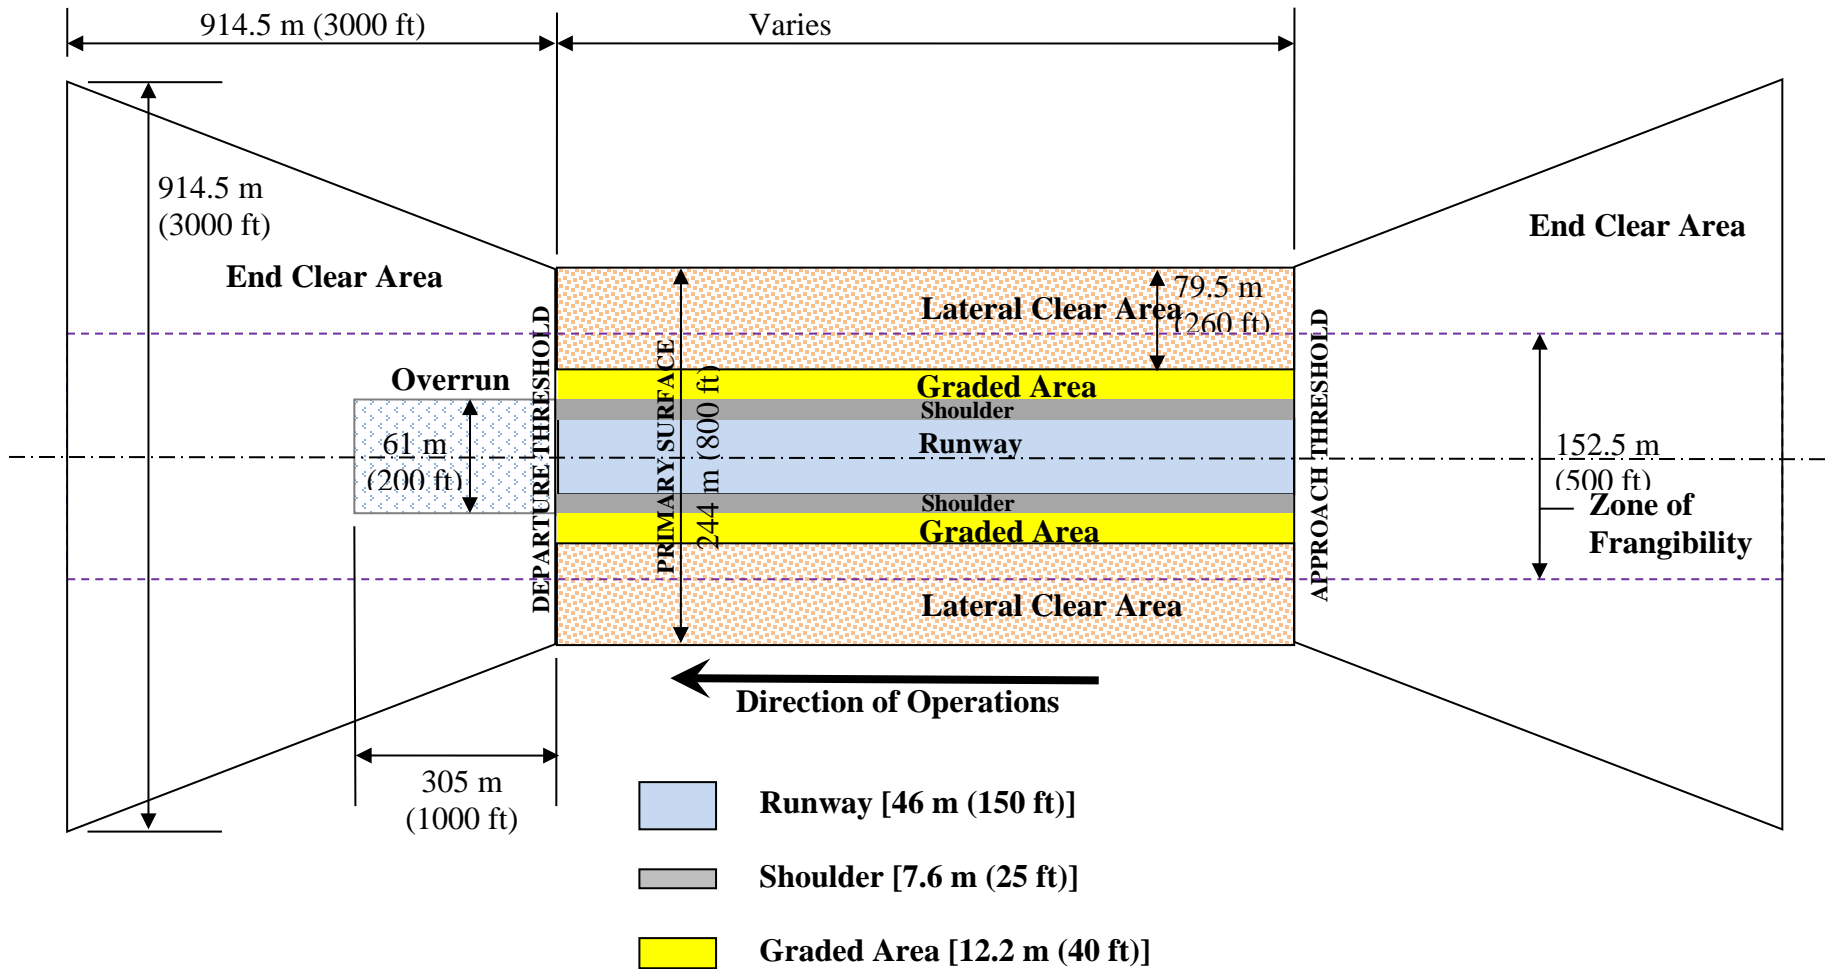 914.5 m (3000 ft)
Varies
914.5 m
(3000 ft)
End Clear Area
End Clear Area
79.5 m
(260 ft)
Lateral Clear Area
DEPARTURE THRESHOLD
PRIMARY SURFACE
244 m (800 ft)
APPROACH THRESHOLD
Overrun
Graded Area
Shoulder
Runway
61 m
(200 ft)
152.5 m
(500 ft)
Shoulder
Zone of
Frangibility
Graded Area
Lateral Clear Area
Direction of Operations
305 m
(1000 ft)
Runway [46 m (150 ft)]
Shoulder [7.6 m (25 ft)]
Graded Area [12.2 m (40 ft)]